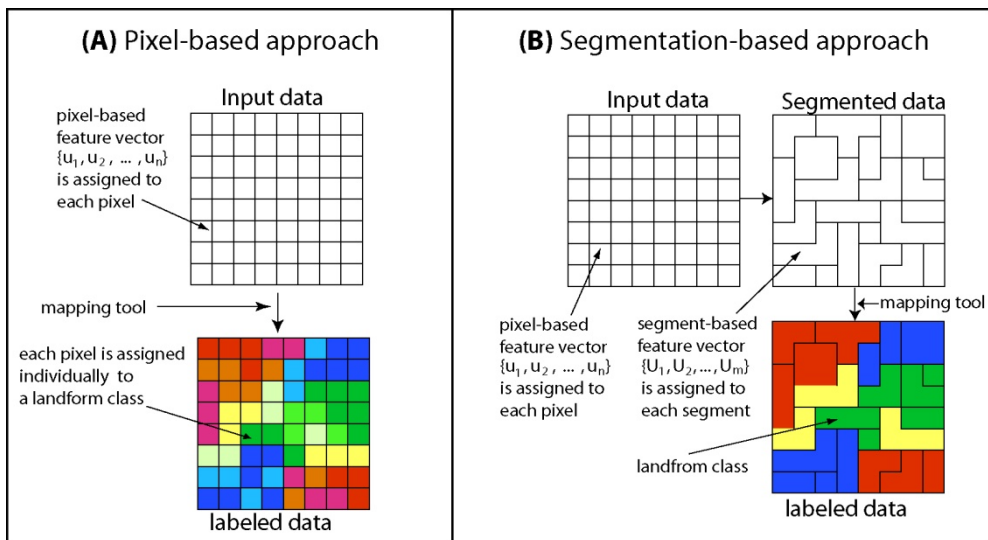 (A) Pixel-based approach
Input data
pixel-based
feature vector
{u₁, u₂, ... , uₙ}
is assigned to
each pixel
mapping tool
each pixel is assigned
individually to
a landform class
labeled data
(B) Segmentation-based approach
Input data
Segmented data
mapping tool
pixel-based
feature vector
{u₁, u₂, ... , uₙ}
is assigned to
each pixel
segment-based
feature vector
{U₁, U₂, ... , Uₘ}
is assigned to
each segment
landfrom class
labeled data